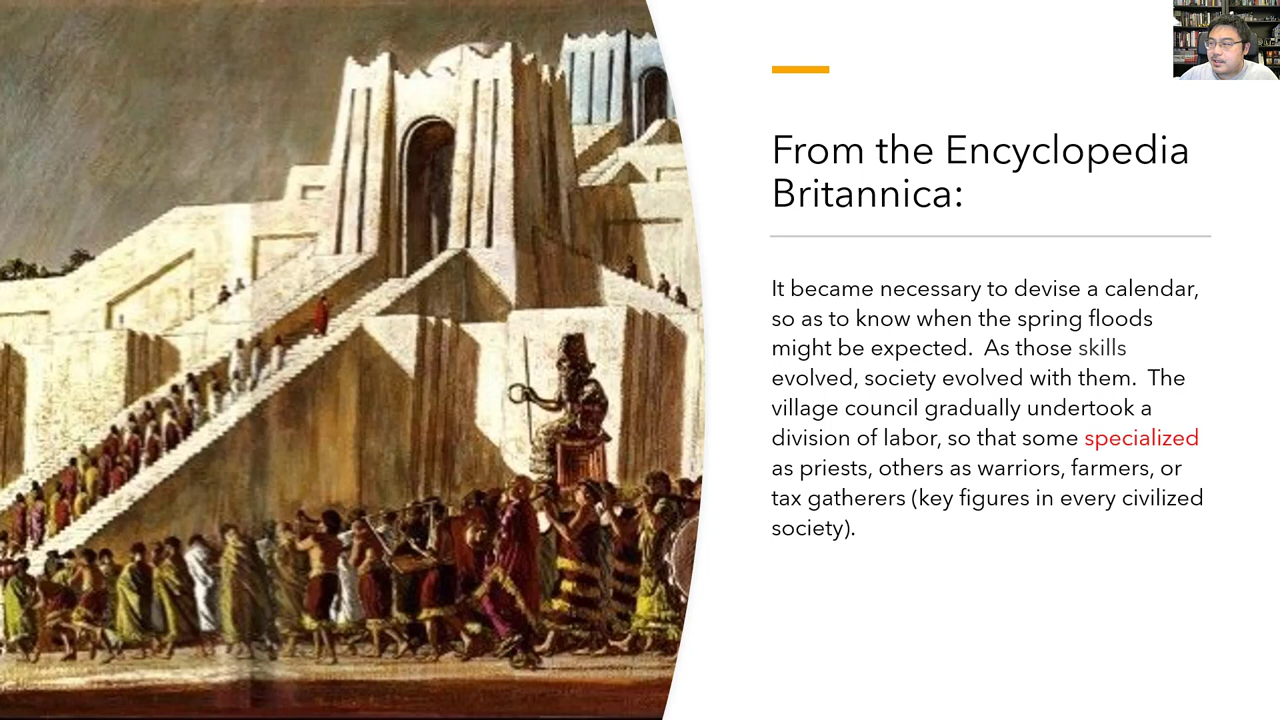 From the Encyclopedia
Britannica:
It became necessary to devise a calendar,
so as to know when the spring floods
might be expected.  As those skills
evolved, society evolved with them.  The
village council gradually undertook a
division of labor, so that some specialized
as priests, others as warriors, farmers, or
tax gatherers (key figures in every civilized
society).